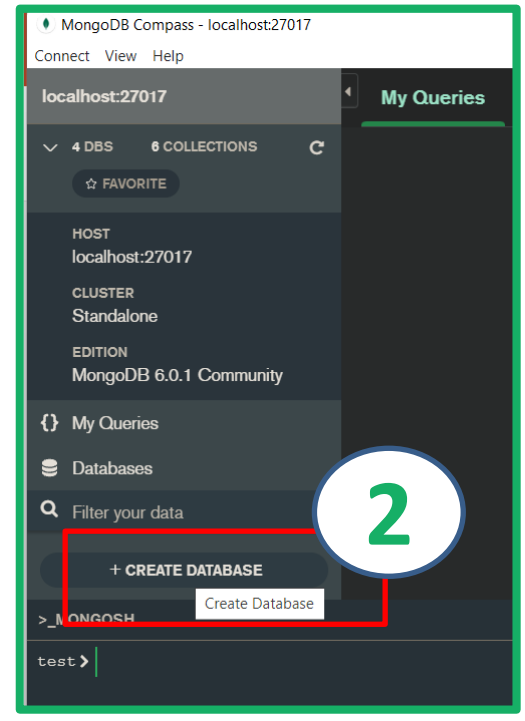 MongoDB Compass - localhost:27017
Connect View Help
localhost:27017
My Queries
4 DBS 6 COLLECTIONS
☆ FAVORITE
HOST
localhost:27017
CLUSTER
Standalone
EDITION
MongoDB 6.0.1 Community
{} My Queries
Databases
Filter your data
2
+ CREATE DATABASE
Create Database
>_MONGOSH
test>